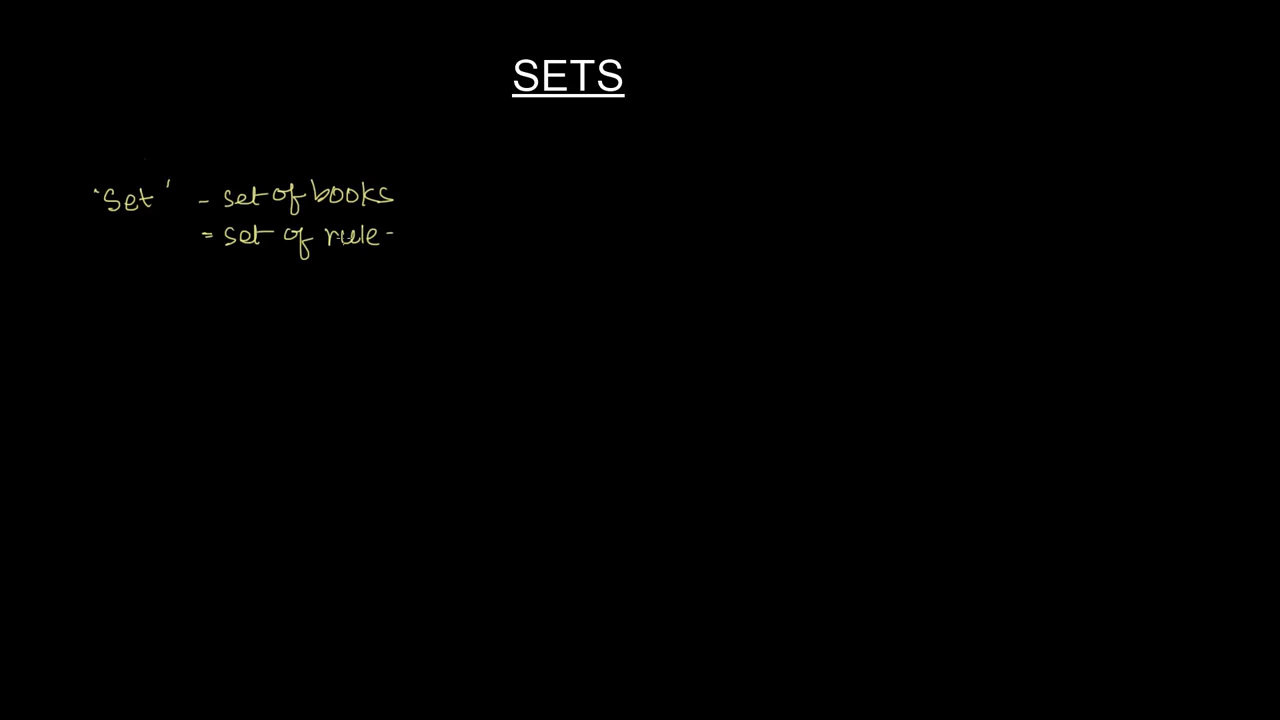 SETS
'Set' - set of books
= set of rule -